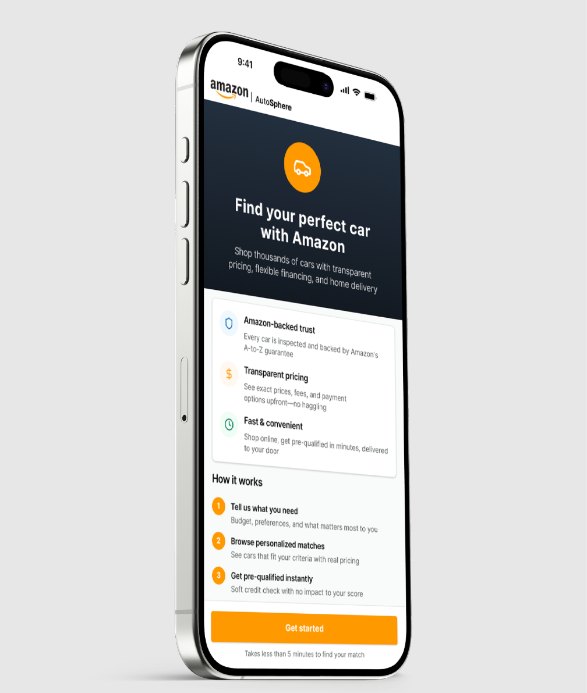 9:41
amazon | AutoSphere
Find your perfect car
with Amazon
Shop thousands of cars with transparent
pricing, flexible financing, and home delivery
Amazon-backed trust
Every car is inspected and backed by Amazon's
A-to-Z guarantee
Transparent pricing
See exact prices, fees, and payment
options upfront—no haggling
Fast & convenient
Shop online, get pre-qualified in minutes, delivered
to your door
How it works
1 Tell us what you need
Budget, preferences, and what matters most to you
2 Browse personalized matches
See cars that fit your criteria with real pricing
3 Get pre-qualified instantly
Soft credit check with no impact to your score
Get started
Takes less than 5 minutes to find your match